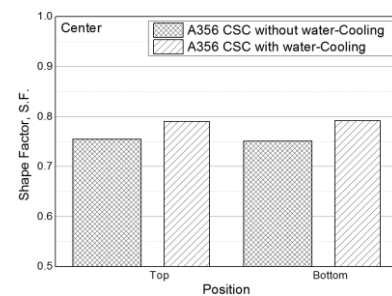 Center
A356 CSC without water-Cooling
A356 CSC with water-Cooling
Shape Factor, S.F.
1.0
0.9
0.8
0.7
0.6
0.5
Top
Bottom
Position